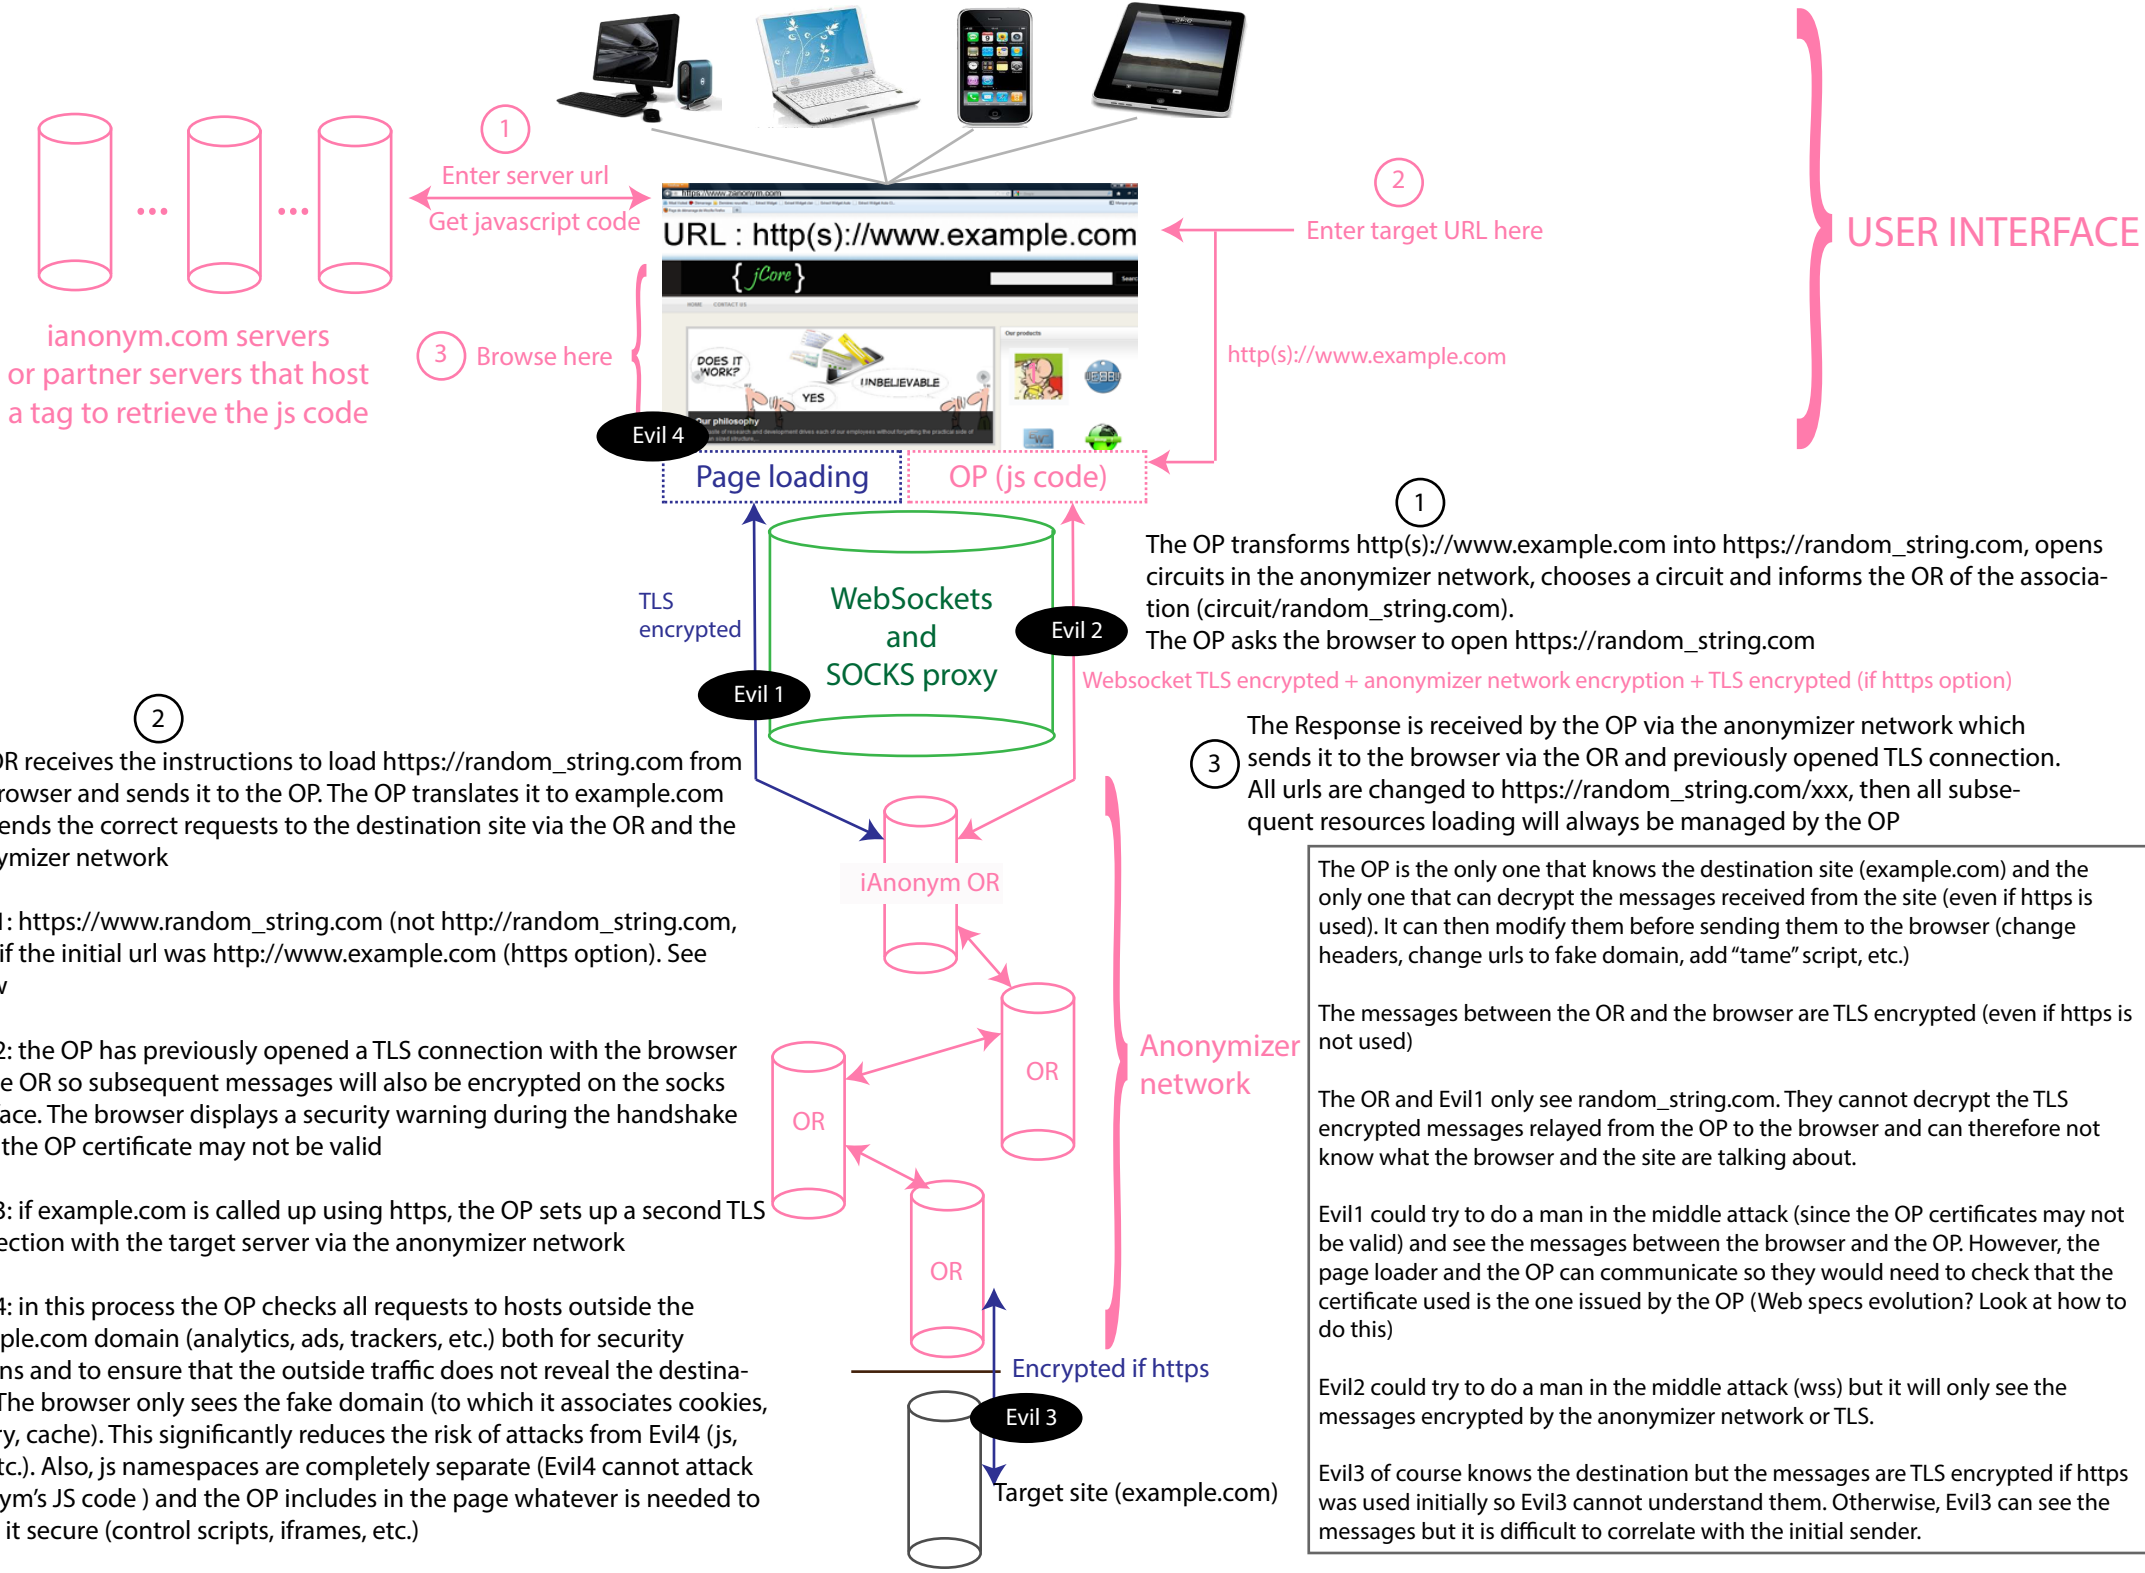 1
Enter server url
Get javascript code
ianonym.com servers
or partner servers that host
a tag to retrieve the js code
https://www.ianonym.com
URL : http(s)://www.example.com
{ jCore }
HOME CONTACT US
Our products
DOES IT
WORK?
YES
UNBELIEVABLE
Our philosophy
2
Enter target URL here
http(s)://www.example.com
USER INTERFACE
3
Browse here
Evil 4
Page loading
OP (js code)
TLS
encrypted
WebSockets
and
SOCKS proxy
Evil 1
Evil 2
1
The OP transforms http(s)://www.example.com into https://random_string.com, opens
circuits in the anonymizer network, chooses a circuit and informs the OR of the associa-
tion (circuit/random_string.com).
The OP asks the browser to open https://random_string.com
Websocket TLS encrypted + anonymizer network encryption + TLS encrypted (if https option)
2
OR receives the instructions to load https://random_string.com from
rowser and sends it to the OP. The OP translates it to example.com
ends the correct requests to the destination site via the OR and the
ymizer network
1: https://www.random_string.com (not http://random_string.com,
if the initial url was http://www.example.com (https option). See
w
2: the OP has previously opened a TLS connection with the browser
e OR so subsequent messages will also be encrypted on the socks
face. The browser displays a security warning during the handshake
the OP certificate may not be valid
3: if example.com is called up using https, the OP sets up a second TLS
ection with the target server via the anonymizer network
4: in this process the OP checks all requests to hosts outside the
ple.com domain (analytics, ads, trackers, etc.) both for security
ns and to ensure that the outside traffic does not reveal the destina-
The browser only sees the fake domain (to which it associates cookies,
ry, cache). This significantly reduces the risk of attacks from Evil4 (js,
tc.). Also, js namespaces are completely separate (Evil4 cannot attack
ym's JS code ) and the OP includes in the page whatever is needed to
it secure (control scripts, iframes, etc.)
3
The Response is received by the OP via the anonymizer network which
sends it to the browser via the OR and previously opened TLS connection.
All urls are changed to https://random_string.com/xxx, then all subse-
quent resources loading will always be managed by the OP
iAnonym OR
OR
OR
OR
Anonymizer
network
Encrypted if https
Evil 3
Target site (example.com)
The OP is the only one that knows the destination site (example.com) and the
only one that can decrypt the messages received from the site (even if https is
used). It can then modify them before sending them to the browser (change
headers, change urls to fake domain, add "tame" script, etc.)
The messages between the OR and the browser are TLS encrypted (even if https is
not used)
The OR and Evil1 only see random_string.com. They cannot decrypt the TLS
encrypted messages relayed from the OP to the browser and can therefore not
know what the browser and the site are talking about.
Evil1 could try to do a man in the middle attack (since the OP certificates may not
be valid) and see the messages between the browser and the OP. However, the
page loader and the OP can communicate so they would need to check that the
certificate used is the one issued by the OP (Web specs evolution? Look at how to
do this)
Evil2 could try to do a man in the middle attack (wss) but it will only see the
messages encrypted by the anonymizer network or TLS.
Evil3 of course knows the destination but the messages are TLS encrypted if https
was used initially so Evil3 cannot understand them. Otherwise, Evil3 can see the
messages but it is difficult to correlate with the initial sender.